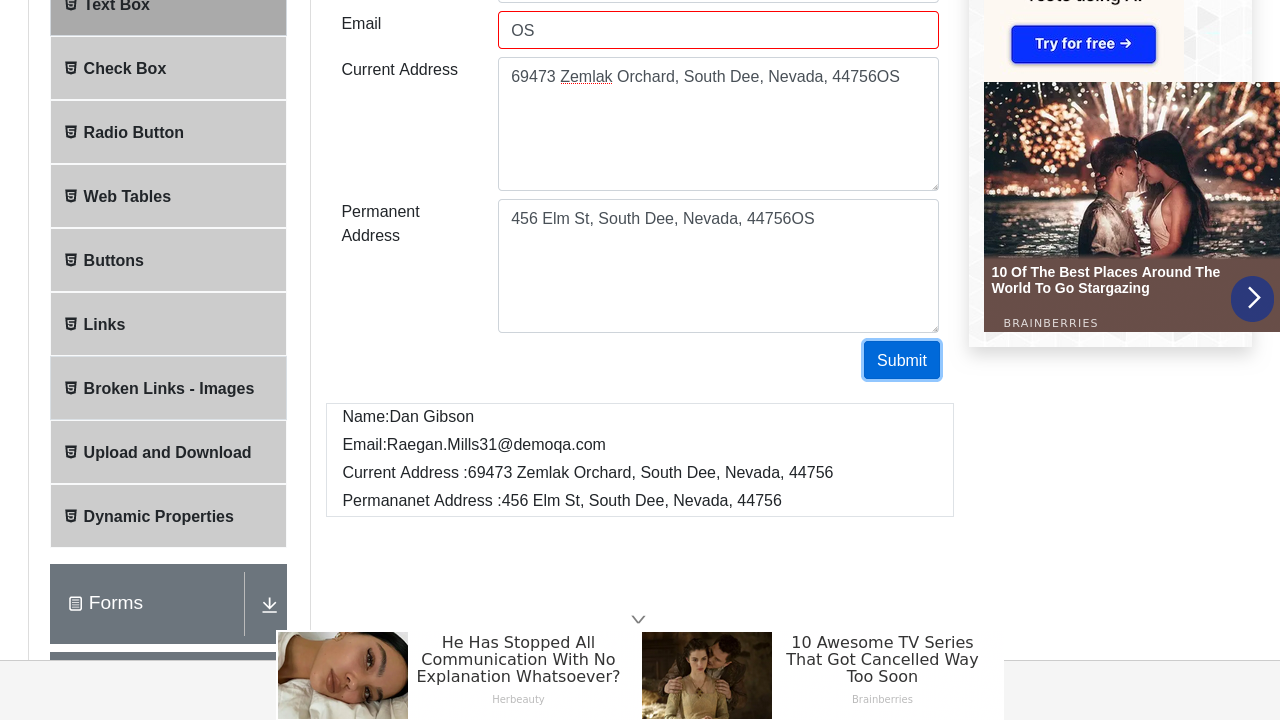 Text Box
Check Box
Radio Button
Web Tables
Buttons
Links
Broken Links - Images
Upload and Download
Dynamic Properties
Forms
Email
OS
Current Address
69473 Zemlak Orchard, South Dee, Nevada, 44756OS
Permanent
Address
456 Elm St, South Dee, Nevada, 44756OS
Submit
Name:Dan Gibson
Email:Raegan.Mills31@demoqa.com
Current Address :69473 Zemlak Orchard, South Dee, Nevada, 44756
Permananet Address :456 Elm St, South Dee, Nevada, 44756
Try for free →
10 Of The Best Places Around The
World To Go Stargazing
BRAINBERRIES
He Has Stopped All
Communication With No
Explanation Whatsoever?
Herbeauty
10 Awesome TV Series
That Got Cancelled Way
Too Soon
Brainberries